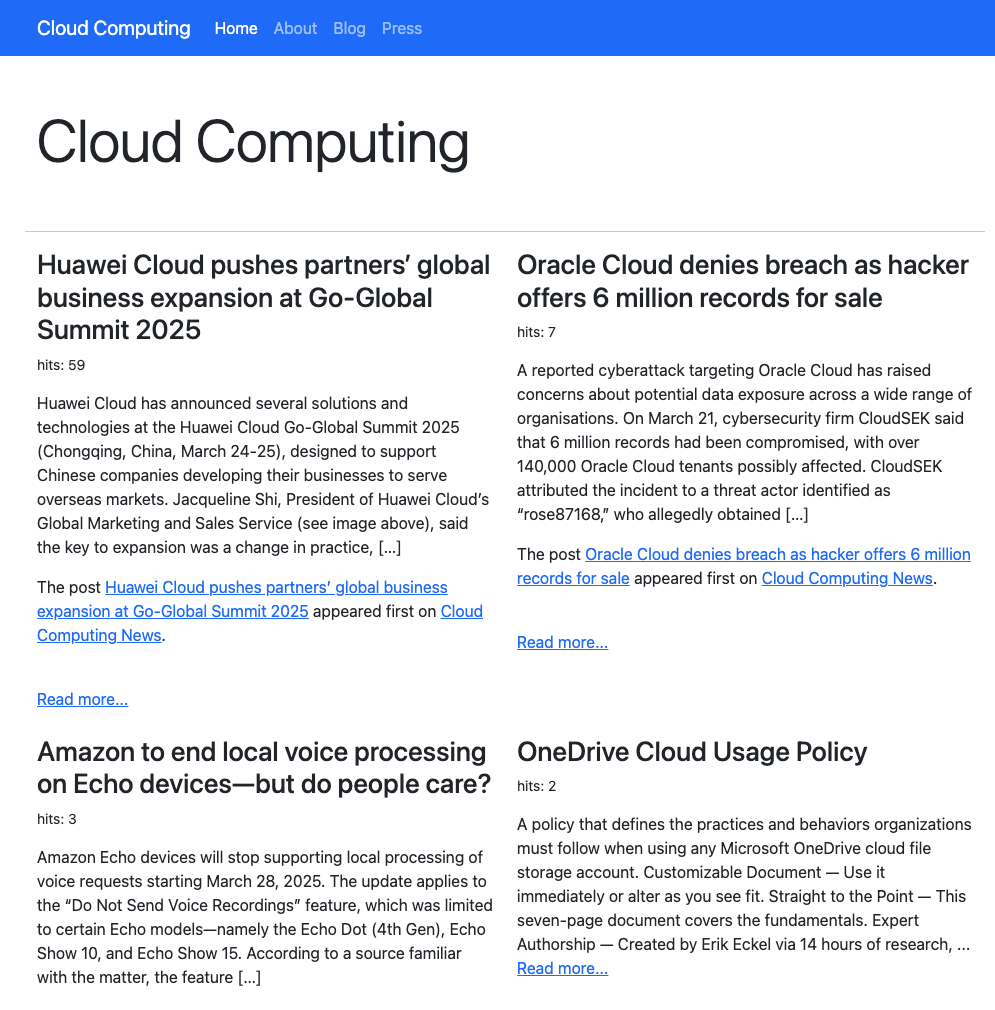 Cloud Computing Home About Blog Press
Cloud Computing
Huawei Cloud pushes partners’ global
business expansion at Go-Global
Summit 2025
hits: 59
Huawei Cloud has announced several solutions and
technologies at the Huawei Cloud Go-Global Summit 2025
(Chongqing, China, March 24-25), designed to support
Chinese companies developing their businesses to serve
overseas markets. Jacqueline Shi, President of Huawei Cloud’s
Global Marketing and Sales Service (see image above), said
the key to expansion was a change in practice, [...]
The post Huawei Cloud pushes partners’ global business
expansion at Go-Global Summit 2025 appeared first on Cloud
Computing News.
Read more...
Oracle Cloud denies breach as hacker
offers 6 million records for sale
hits: 7
A reported cyberattack targeting Oracle Cloud has raised
concerns about potential data exposure across a wide range of
organisations. On March 21, cybersecurity firm CloudSEK said
that 6 million records had been compromised, with over
140,000 Oracle Cloud tenants possibly affected. CloudSEK
attributed the incident to a threat actor identified as
“rose87168,” who allegedly obtained [...]
The post Oracle Cloud denies breach as hacker offers 6 million
records for sale appeared first on Cloud Computing News.
Read more...
Amazon to end local voice processing
on Echo devices—but do people care?
hits: 3
Amazon Echo devices will stop supporting local processing of
voice requests starting March 28, 2025. The update applies to
the “Do Not Send Voice Recordings” feature, which was limited
to certain Echo models—namely the Echo Dot (4th Gen), Echo
Show 10, and Echo Show 15. According to a source familiar
with the matter, the feature [...]
OneDrive Cloud Usage Policy
hits: 2
A policy that defines the practices and behaviors organizations
must follow when using any Microsoft OneDrive cloud file
storage account. Customizable Document — Use it
immediately or alter as you see fit. Straight to the Point — This
seven-page document covers the fundamentals. Expert
Authorship — Created by Erik Eckel via 14 hours of research, ...
Read more...